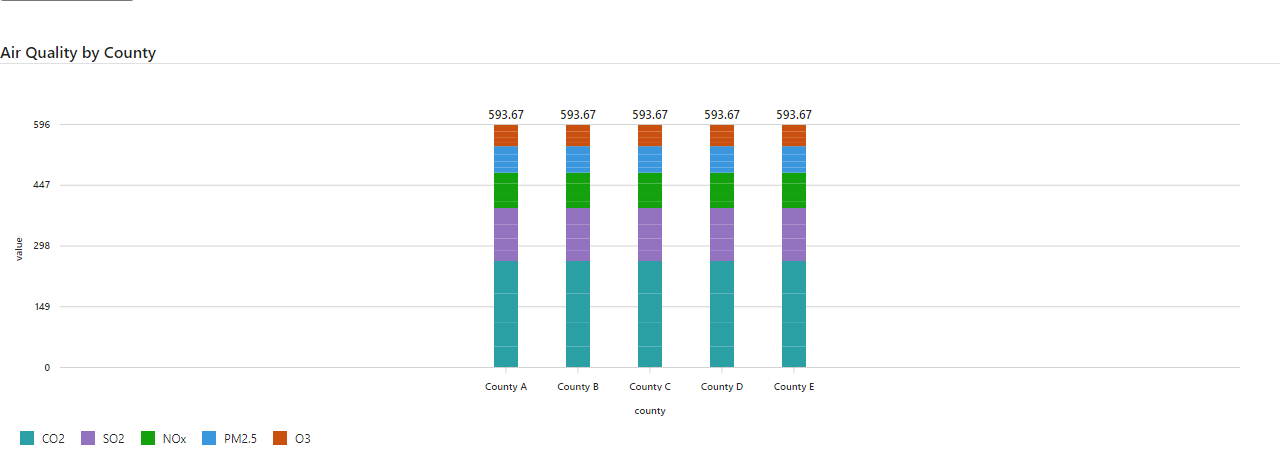 Air Quality by County
593.67 593.67 593.67 593.67 593.67
596
447
298
149
0
value
County A County B County C County D County E
county
CO2 SO2 NOx PM2.5 O3